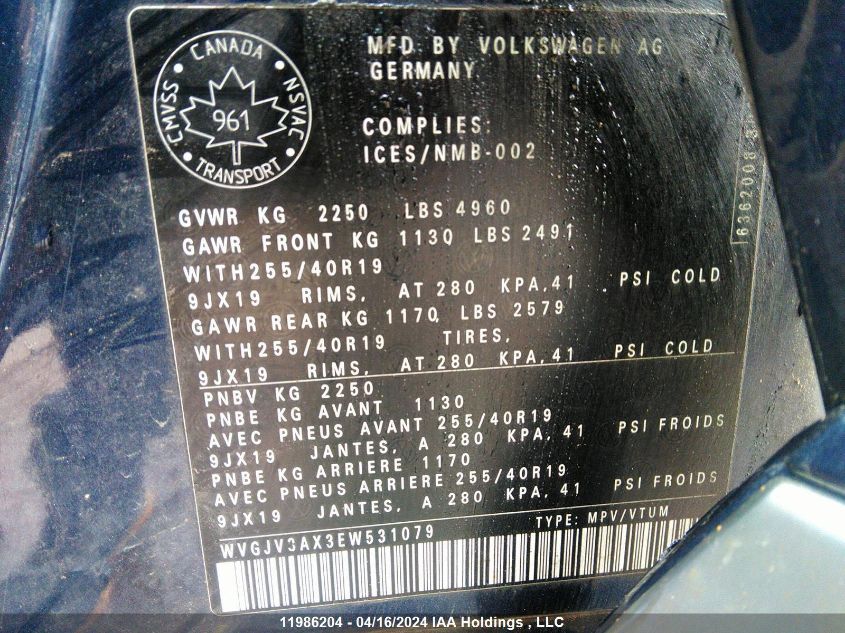 CANADA
CMVSS
961
NSVAC
TRANSPORT
MFD. BY VOLKSWAGEN AG
GERMANY
COMPLIES:
ICES/NMB-002
GVWR KG 2250 LBS 4960
GAWR FRONT KG 1130 LBS 2491
WITH255/40R19
9JX19 RIMS, AT 280 KPA,41 PSI COLD
GAWR REAR KG 1170 LBS 2579
WITH255/40R19 TIRES,
9JX19 RIMS, AT 280 KPA,41 PSI COLD
PNBV KG 2250
PNBE KG AVANT 1130
AVEC PNEUS AVANT 255/40R19
9JX19 JANTES, A 280 KPA, 41 PSI FROIDS
PNBE KG ARRIERE 1170
AVEC PNEUS ARRIERE 255/40R19
9JX19 JANTES, A 280 KPA, 41 PSI FROIDS
WVGJV3AX3EW531079 TYPE: MPV/VTUM
6362008
11986204 - 04/16/2024 IAA Holdings , LLC